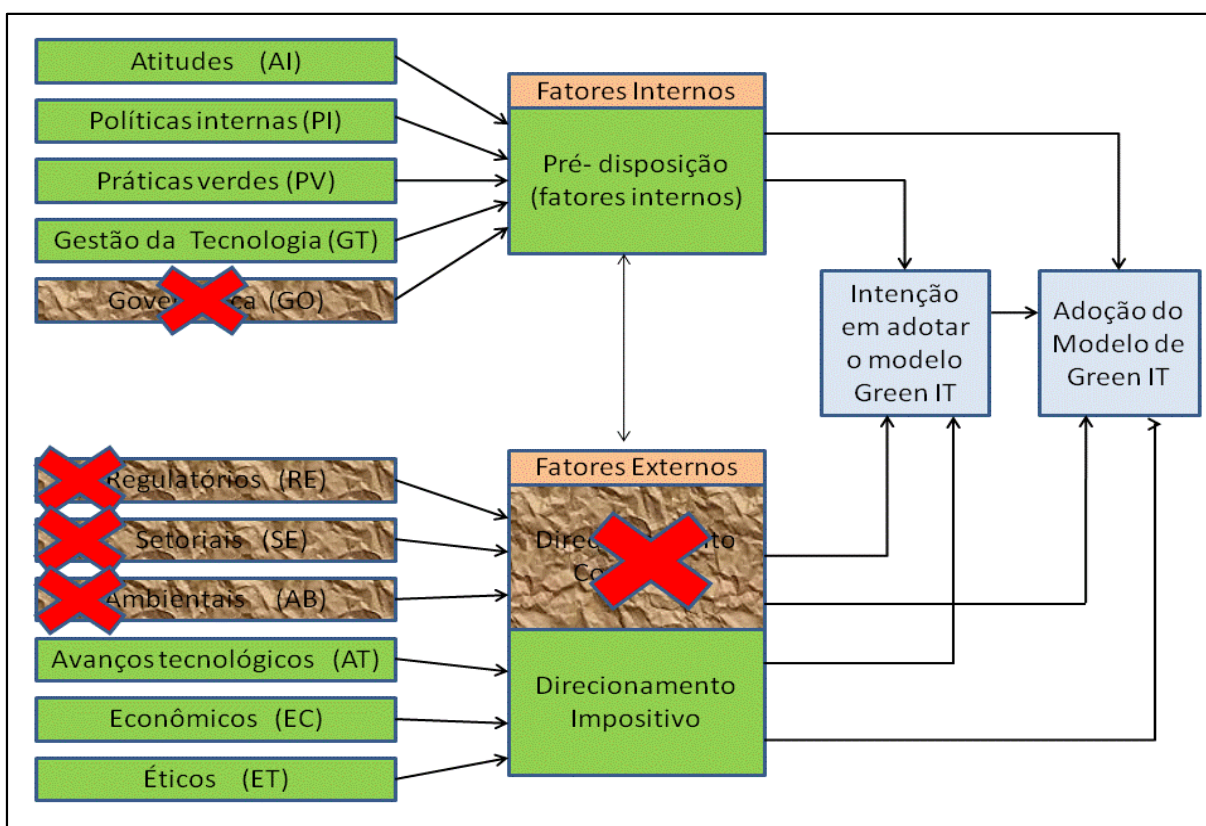 Atitudes (AI)
Políticas internas (PI)
Práticas verdes (PV)
Gestão da Tecnologia (GT)
(GO)
Fatores Internos
Pré- disposição
(fatores internos)
Intenção
em adotar
o modelo
Green IT
Adoção do
Modelo de
Green IT
Regulatórios (RE)
Setoriais (SE)
Ambientais (AB)
Avanços tecnológicos (AT)
Econômicos (EC)
Éticos (ET)
Fatores Externos
Direcionamento
Impositivo